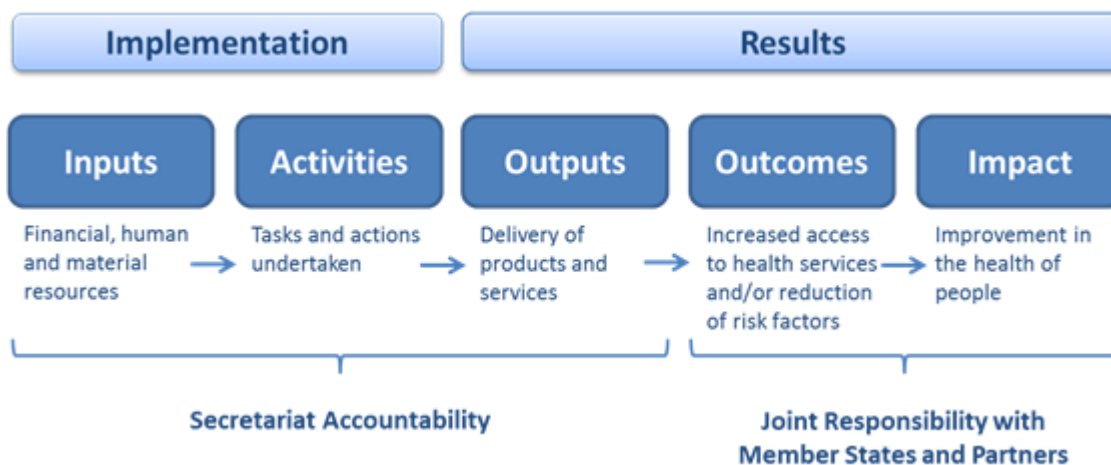 Implementation
Results
Inputs
Activities
Outputs
Outcomes
Impact
Financial, human
and material
resources
Tasks and actions
undertaken
Delivery of
products and
services
Increased access
to health services
and/or reduction
of risk factors
Improvement in
the health of
people
Secretariat Accountability
Joint Responsibility with
Member States and Partners